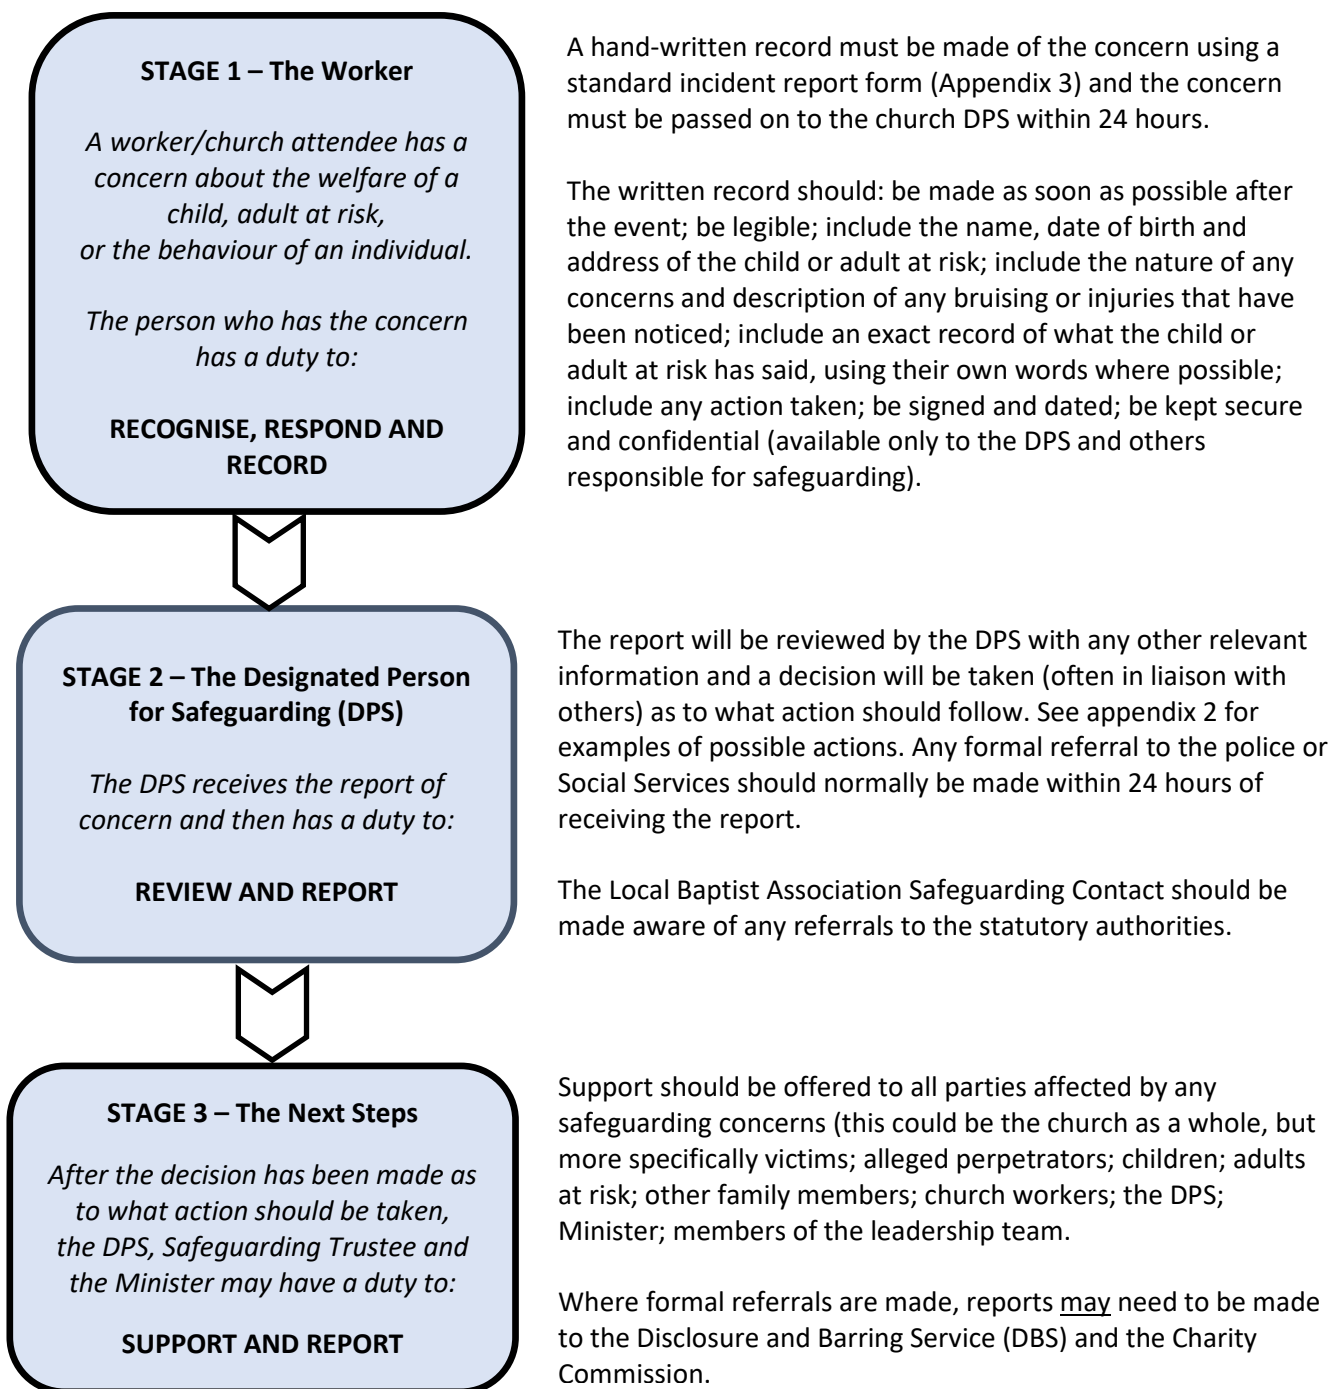 STAGE 1 – The Worker
A worker/church attendee has a
concern about the welfare of a
child, adult at risk,
or the behaviour of an individual.
The person who has the concern
has a duty to:
RECOGNISE, RESPOND AND
RECORD
A hand-written record must be made of the concern using a
standard incident report form (Appendix 3) and the concern
must be passed on to the church DPS within 24 hours.
The written record should: be made as soon as possible after
the event; be legible; include the name, date of birth and
address of the child or adult at risk; include the nature of any
concerns and description of any bruising or injuries that have
been noticed; include an exact record of what the child or
adult at risk has said, using their own words where possible;
include any action taken; be signed and dated; be kept secure
and confidential (available only to the DPS and others
responsible for safeguarding).
STAGE 2 – The Designated Person
for Safeguarding (DPS)
The DPS receives the report of
concern and then has a duty to:
REVIEW AND REPORT
The report will be reviewed by the DPS with any other relevant
information and a decision will be taken (often in liaison with
others) as to what action should follow. See appendix 2 for
examples of possible actions. Any formal referral to the police or
Social Services should normally be made within 24 hours of
receiving the report.
The Local Baptist Association Safeguarding Contact should be
made aware of any referrals to the statutory authorities.
STAGE 3 – The Next Steps
After the decision has been made as
to what action should be taken,
the DPS, Safeguarding Trustee and
the Minister may have a duty to:
SUPPORT AND REPORT
Support should be offered to all parties affected by any
safeguarding concerns (this could be the church as a whole, but
more specifically victims; alleged perpetrators; children; adults
at risk; other family members; church workers; the DPS;
Minister; members of the leadership team.
Where formal referrals are made, reports may need to be made
to the Disclosure and Barring Service (DBS) and the Charity
Commission.